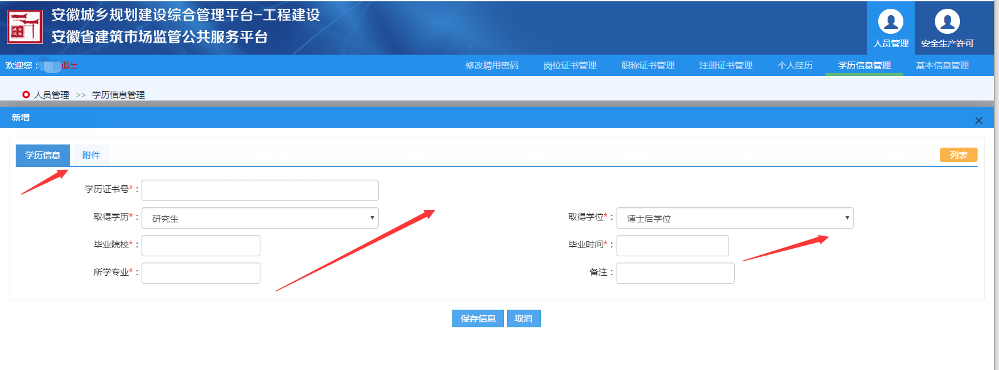 安徽城乡规划建设综合管理平台-工程建设
安徽省建筑市场监管公共服务平台
人员管理 安全生产许可
欢迎您： 退出 修改聘用密码 岗位证书管理 职称证书管理 注册证书管理 个人经历 学历信息管理 基本信息管理
人员管理 >> 学历信息管理
新增
学历信息 附件 列表
学历证书号*：
取得学历*： 研究生 取得学位*： 博士后学位
毕业院校*： 毕业时间*：
所学专业*： 备注：
保存信息 取消